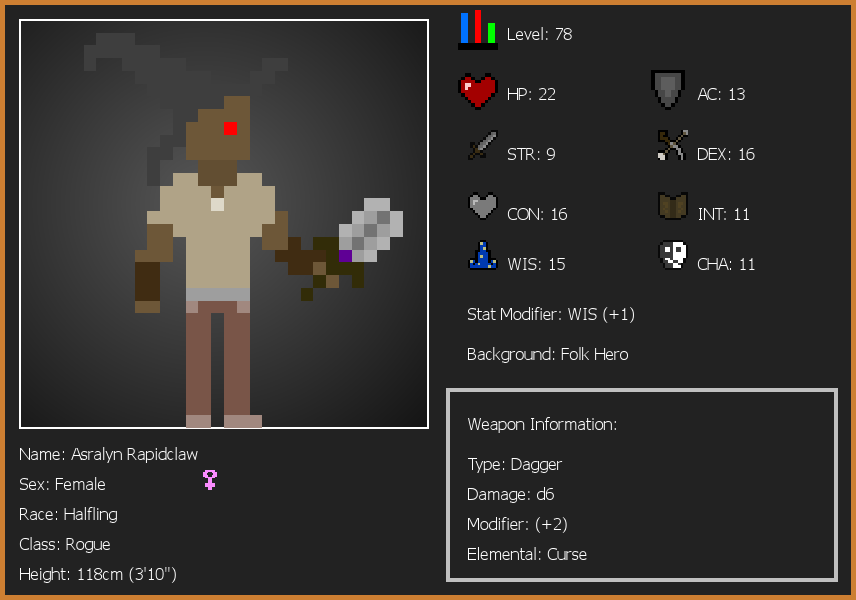 Level: 78
HP: 22
AC: 13
STR: 9
DEX: 16
CON: 16
INT: 11
WIS: 15
CHA: 11
Stat Modifier: WIS (+1)
Background: Folk Hero
Weapon Information:
Type: Dagger
Damage: d6
Modifier: (+2)
Elemental: Curse
Name: Asralyn Rapidclaw
Sex: Female
Race: Halfling
Class: Rogue
Height: 118cm (3'10")